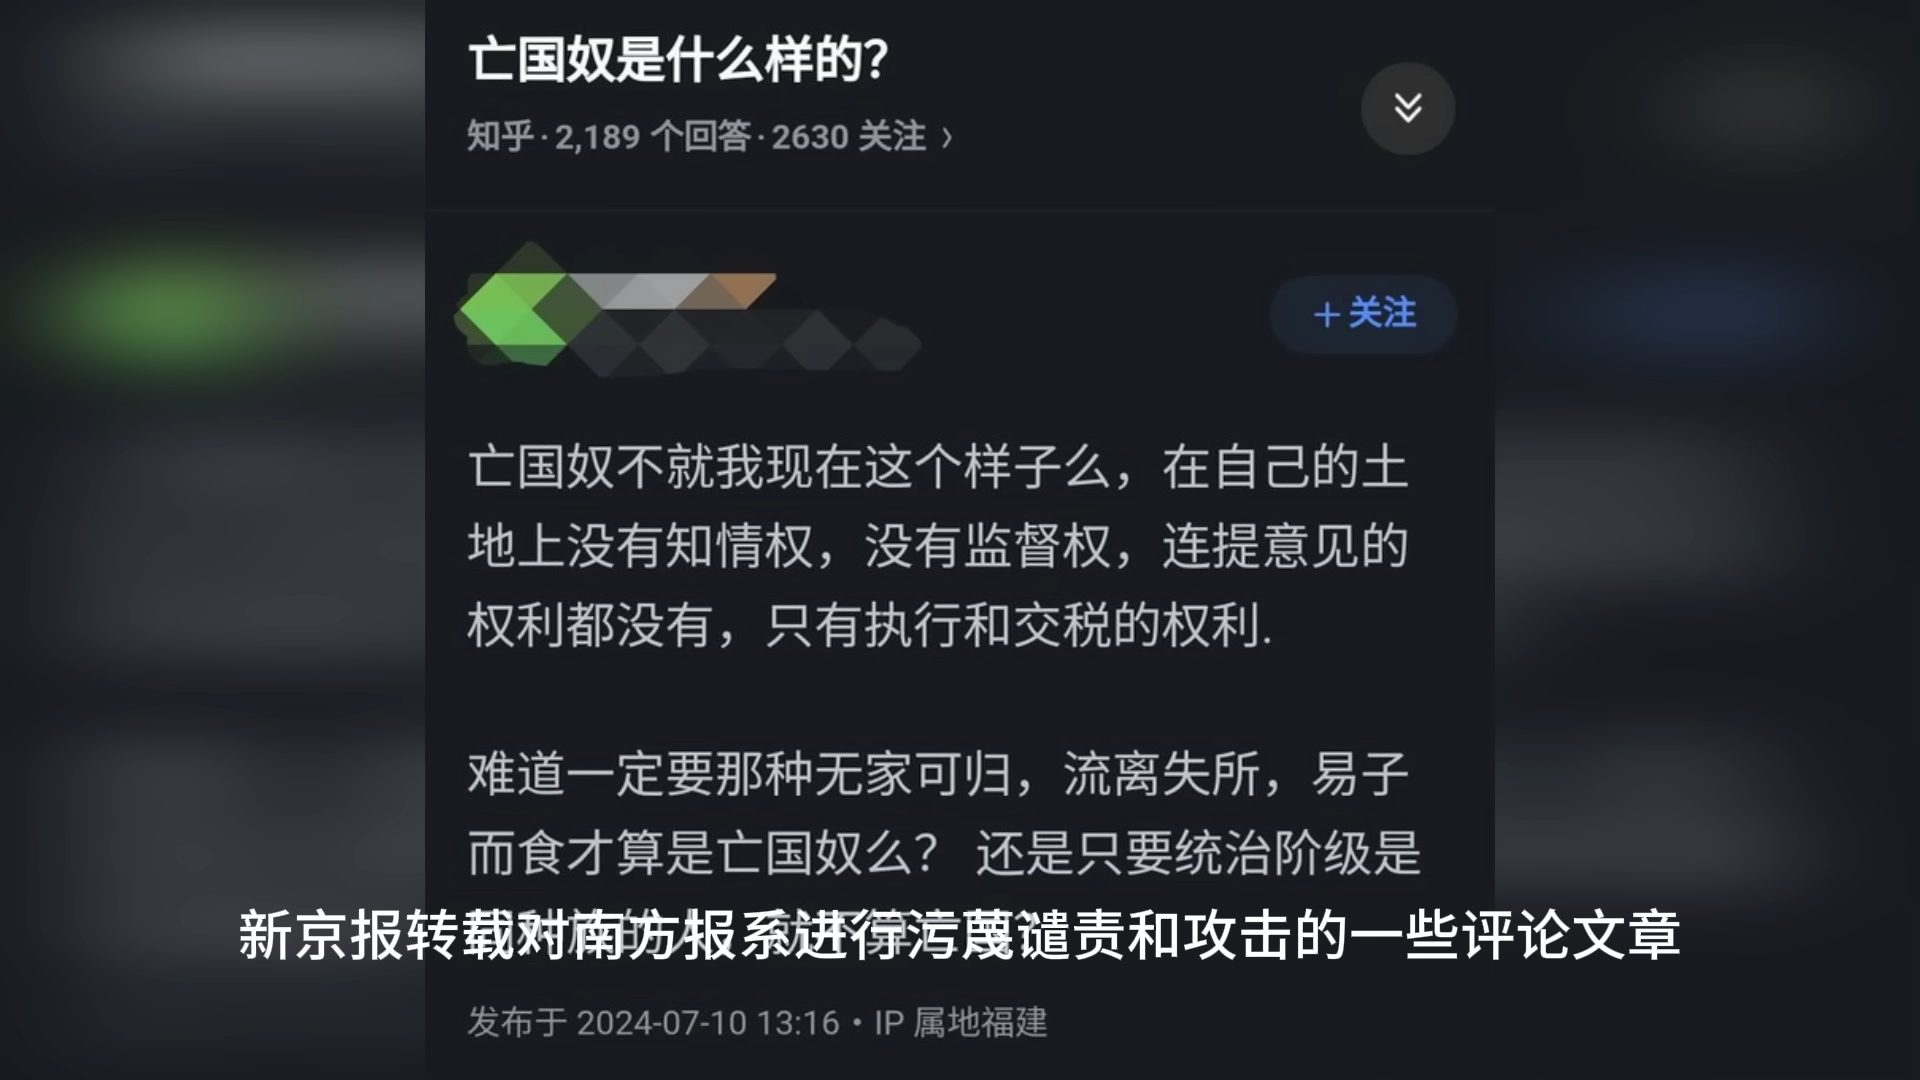 亡国奴是什么样的？
知乎·2,189 个回答·2630 关注 ›
+ 关注
亡国奴不就我现在这个样子么，在自己的土
地上没有知情权，没有监督权，连提意见的
权利都没有，只有执行和交税的权利.
难道一定要那种无家可归，流离失所，易子
而食才算是亡国奴么？ 还是只要统治阶级是
新京报转载对南方报系进行污蔑谴责和攻击的一些评论文章
发布于 2024-07-10 13:16・IP 属地福建